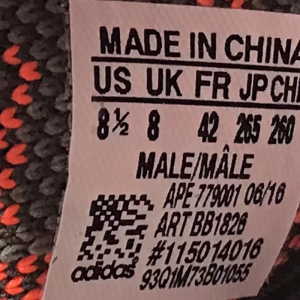 MADE IN CHINA
US UK FR JP CHN
8½ 8 42 265 260
MALE/MÂLE
APE 779001 06/16
ART BB1826
#115014016
93Q1M73B01055
adidas